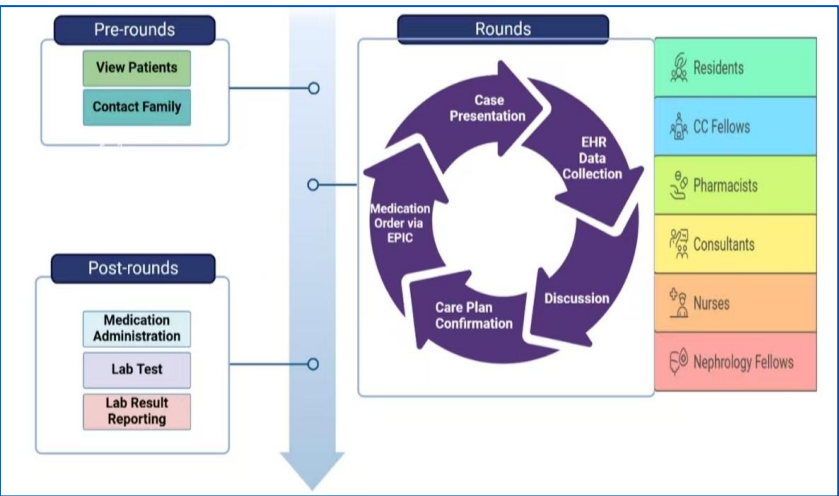 Pre-rounds
View Patients
Contact Family
Rounds
Case
Presentation
EHR
Data
Collection
Discussion
Care Plan
Confirmation
Medication
Order via
EPIC
Residents
CC Fellows
Pharmacists
Consultants
Nurses
Nephrology Fellows
Post-rounds
Medication
Administration
Lab Test
Lab Result
Reporting